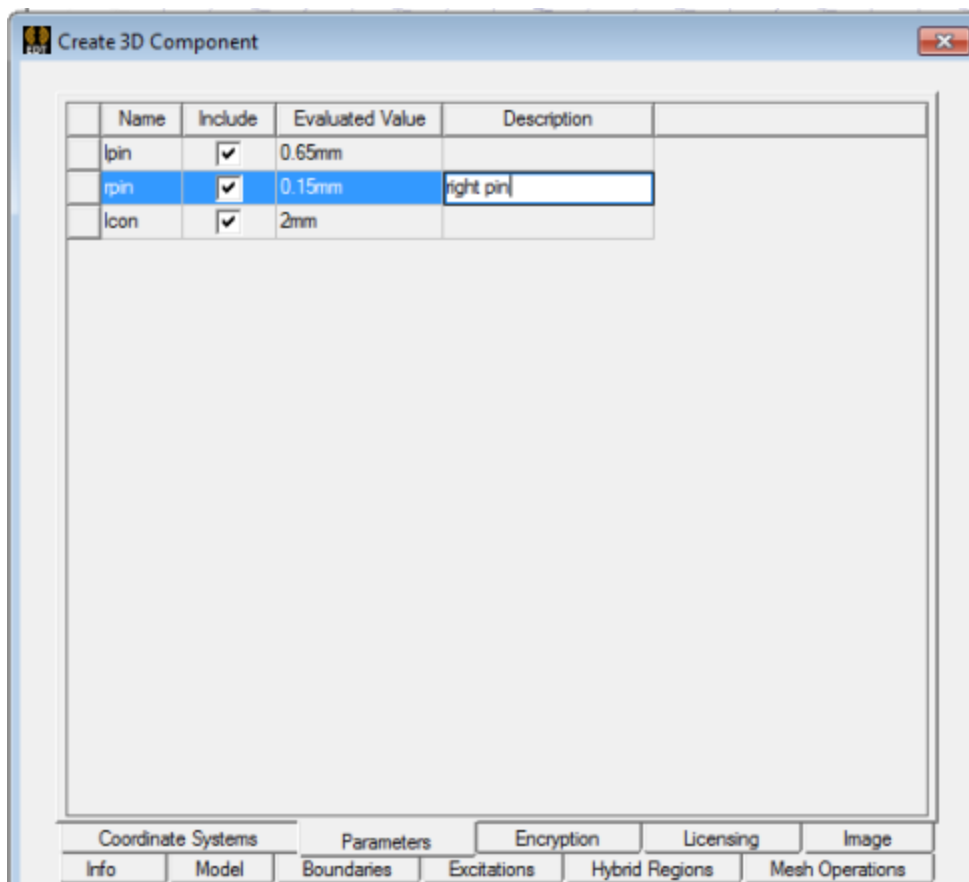 EDT Create 3D Component
Name Include Evaluated Value Description
lpin 0.65mm
rpin 0.15mm right pin
lcon 2mm
Coordinate Systems Parameters Encryption Licensing Image
Info Model Boundaries Excitations Hybrid Regions Mesh Operations